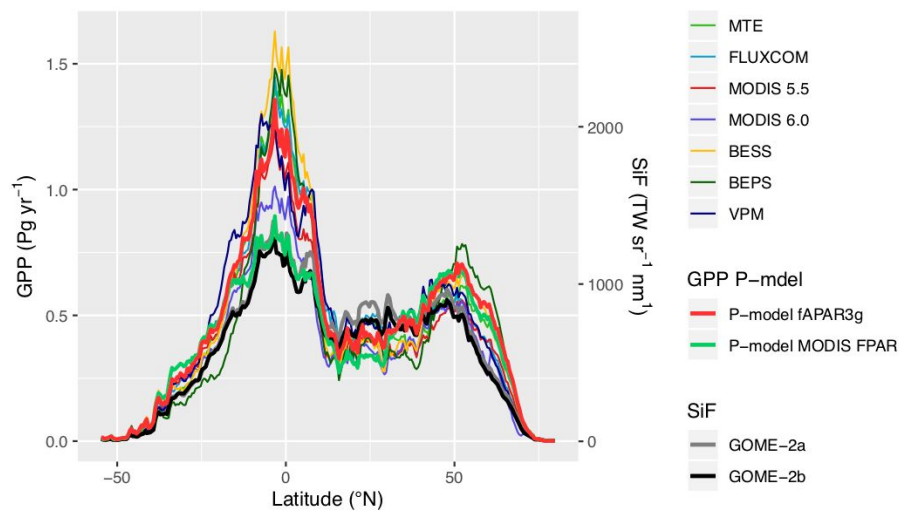 MTE
FLUXCOM
MODIS 5.5
MODIS 6.0
BESS
BEPS
VPM
GPP P−mdel
P−model fAPAR3g
P−model MODIS FPAR
SiF
GOME−2a
GOME−2b
GPP (Pg yr⁻¹)
1.5
1.0
0.5
0.0
−50
0
50
Latitude (°N)
2000
1000
0
SiF (TW sr⁻¹ nm¹)